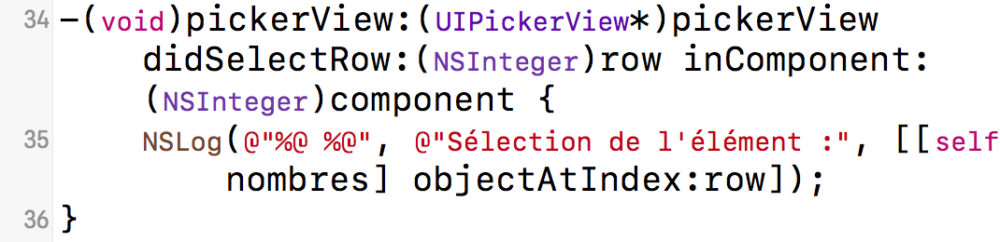 34 -(void)pickerView:(UIPickerView*)pickerView
didSelectRow:(NSInteger)row inComponent:
(NSInteger)component {
35 NSLog(@"%@ %@", @"Sélection de l'élément :", [[self
nombres] objectAtIndex:row]);
36 }